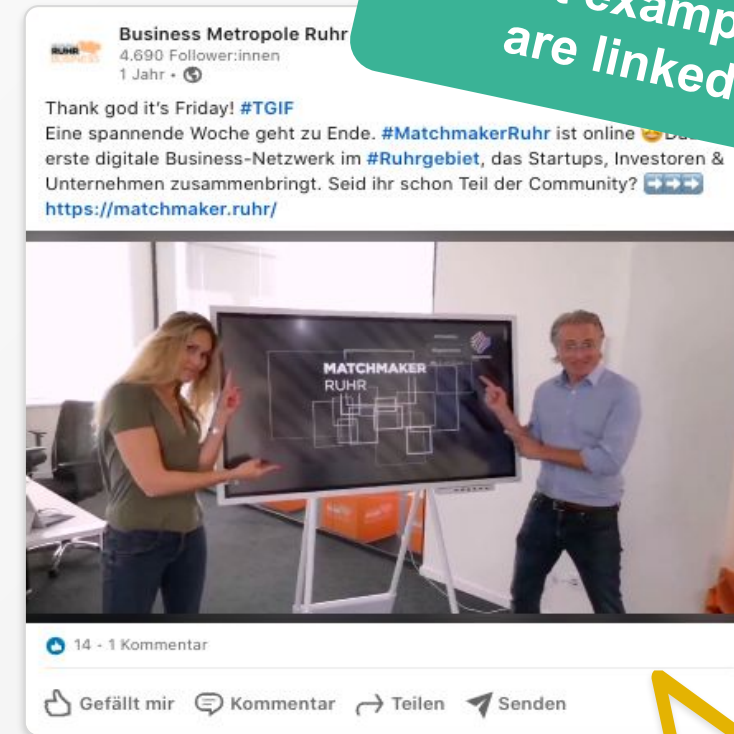 Business Metropole Ruhr
4.690 Follower:innen
1 Jahr •
are linked
RUHR
BUSINESS
Thank god it's Friday! #TGIF
Eine spannende Woche geht zu Ende. #MatchmakerRuhr ist online
erste digitale Business-Netzwerk im #Ruhrgebiet, das Startups, Investoren &
Unternehmen zusammenbringt. Seid ihr schon Teil der Community? ➡➡➡
https://matchmaker.ruhr/
MATCHMAKER
RUHR
14 - 1 Kommentar
Gefällt mir Kommentar Teilen Senden